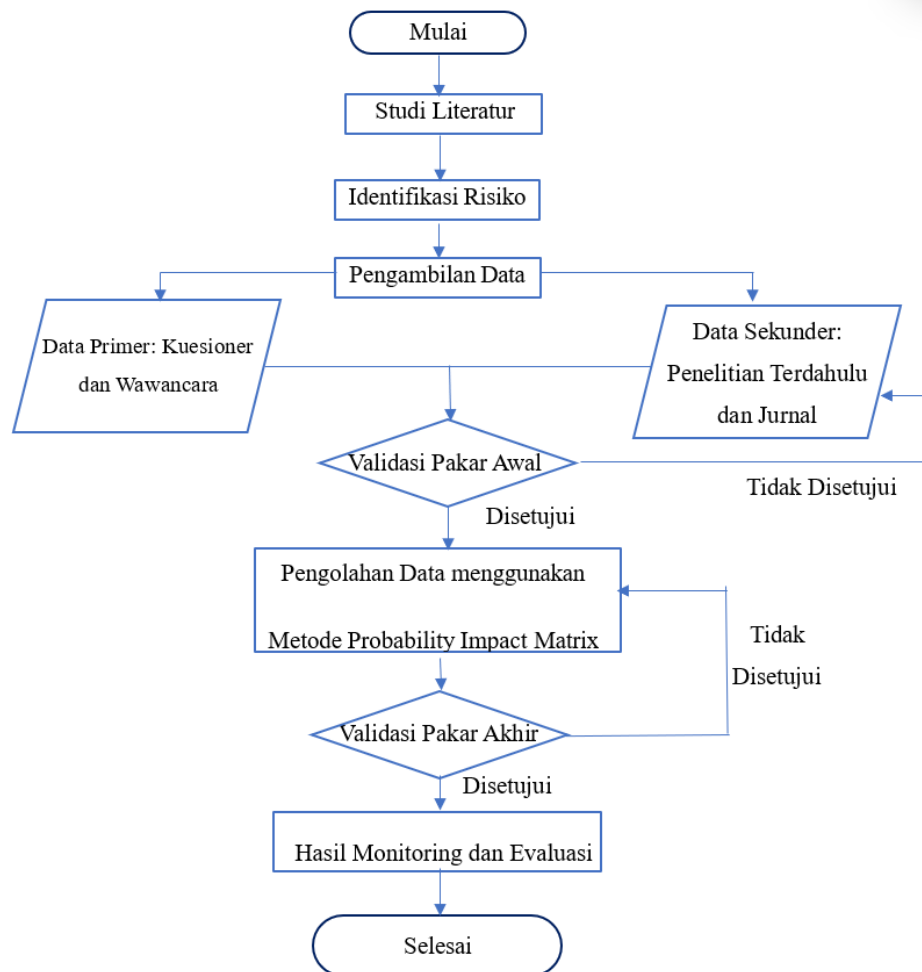 Mulai
Studi Literatur
Identifikasi Risiko
Pengambilan Data
Data Primer: Kuesioner
dan Wawancara
Data Sekunder:
Penelitian Terdahulu
dan Jurnal
Validasi Pakar Awal
Tidak Disetujui
Disetujui
Pengolahan Data menggunakan
Metode Probability Impact Matrix
Tidak
Disetujui
Validasi Pakar Akhir
Disetujui
Hasil Monitoring dan Evaluasi
Selesai